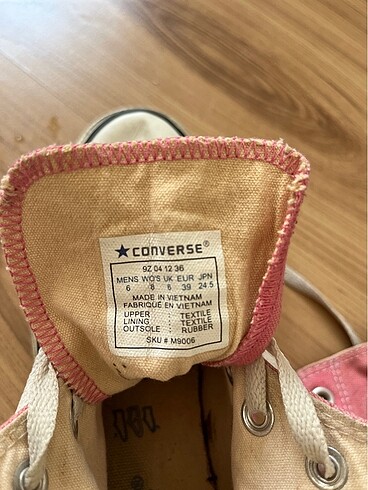 ★CONVERSE®
9Z 04 12 36
MENS WO'S UK EUR JPN
6 8 6 39 24.5
MADE IN VIETNAM
FABRIQUÉ EN VIETNAM
UPPER : TEXTILE
LINING : TEXTILE
OUTSOLE : RUBBER
SKU # M9006